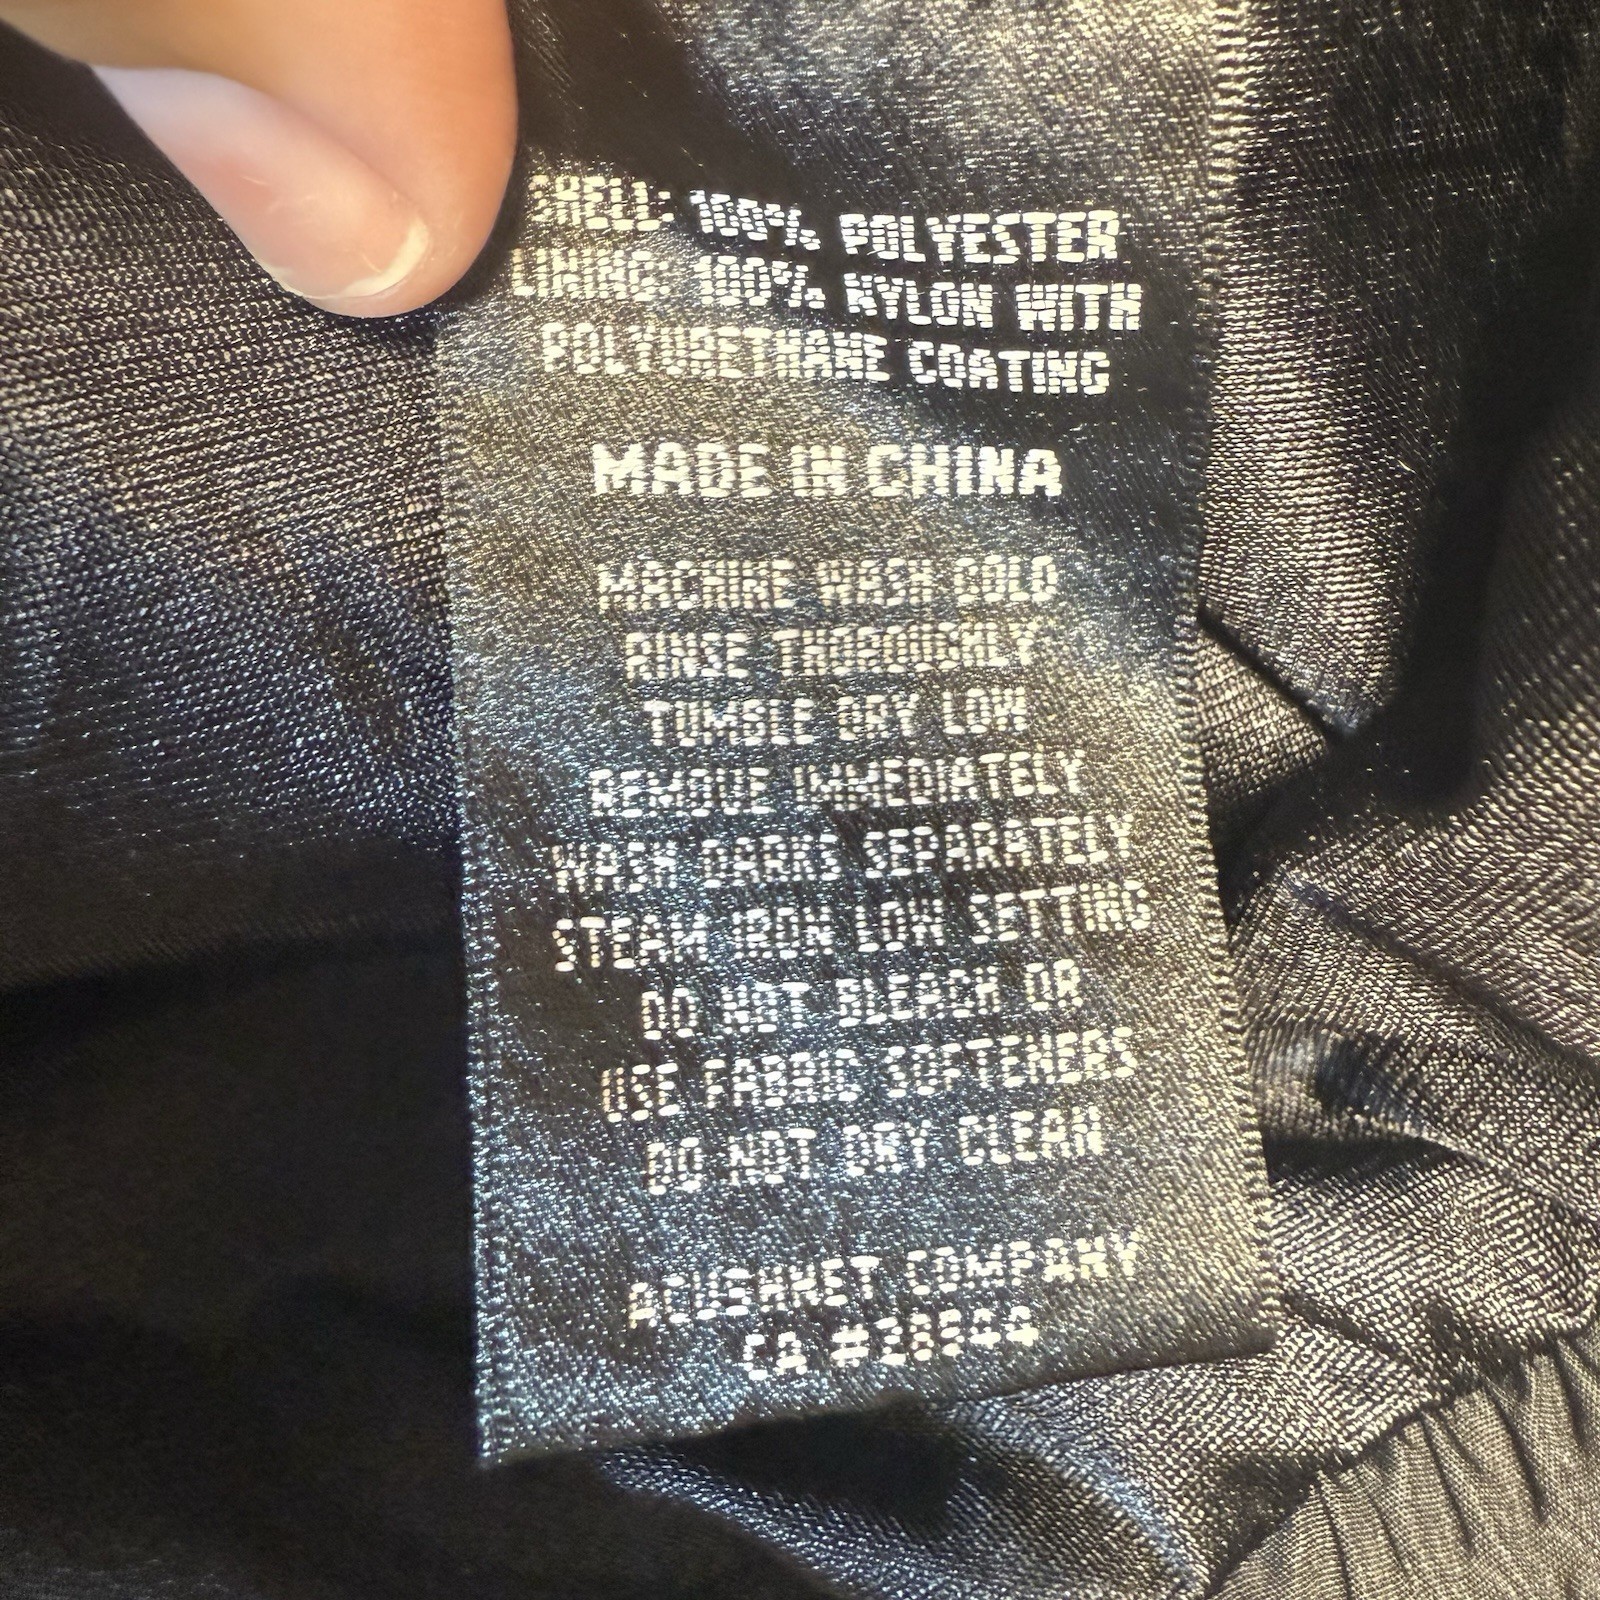 SHELL: 100% POLYESTER
LINING: 100% NYLON WITH
POLYURETHANE COATING
MADE IN CHINA
MACHINE WASH COLD
RINSE THOROUGHLY
TUMBLE DRY LOW
REMOVE IMMEDIATELY
WASH DARKS SEPARATELY
STEAM IRON LOW SETTING
DO NOT BLEACH OR
USE FABRIC SOFTENERS
DO NOT DRY CLEAN
ACUSHNET COMPANY
CA